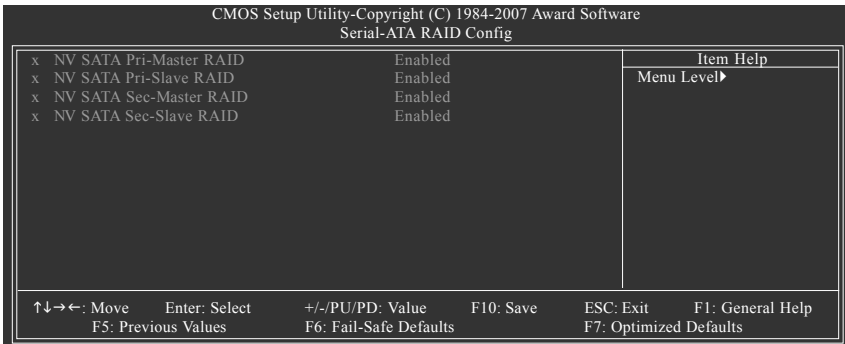 CMOS Setup Utility-Copyright (C) 1984-2007 Award Software
Serial-ATA RAID Config
x NV SATA Pri-Master RAID Enabled
x NV SATA Pri-Slave RAID Enabled
x NV SATA Sec-Master RAID Enabled
x NV SATA Sec-Slave RAID Enabled
Item Help
Menu Level▶
↑↓→←: Move Enter: Select +/-/PU/PD: Value F10: Save ESC: Exit F1: General Help
F5: Previous Values F6: Fail-Safe Defaults F7: Optimized Defaults